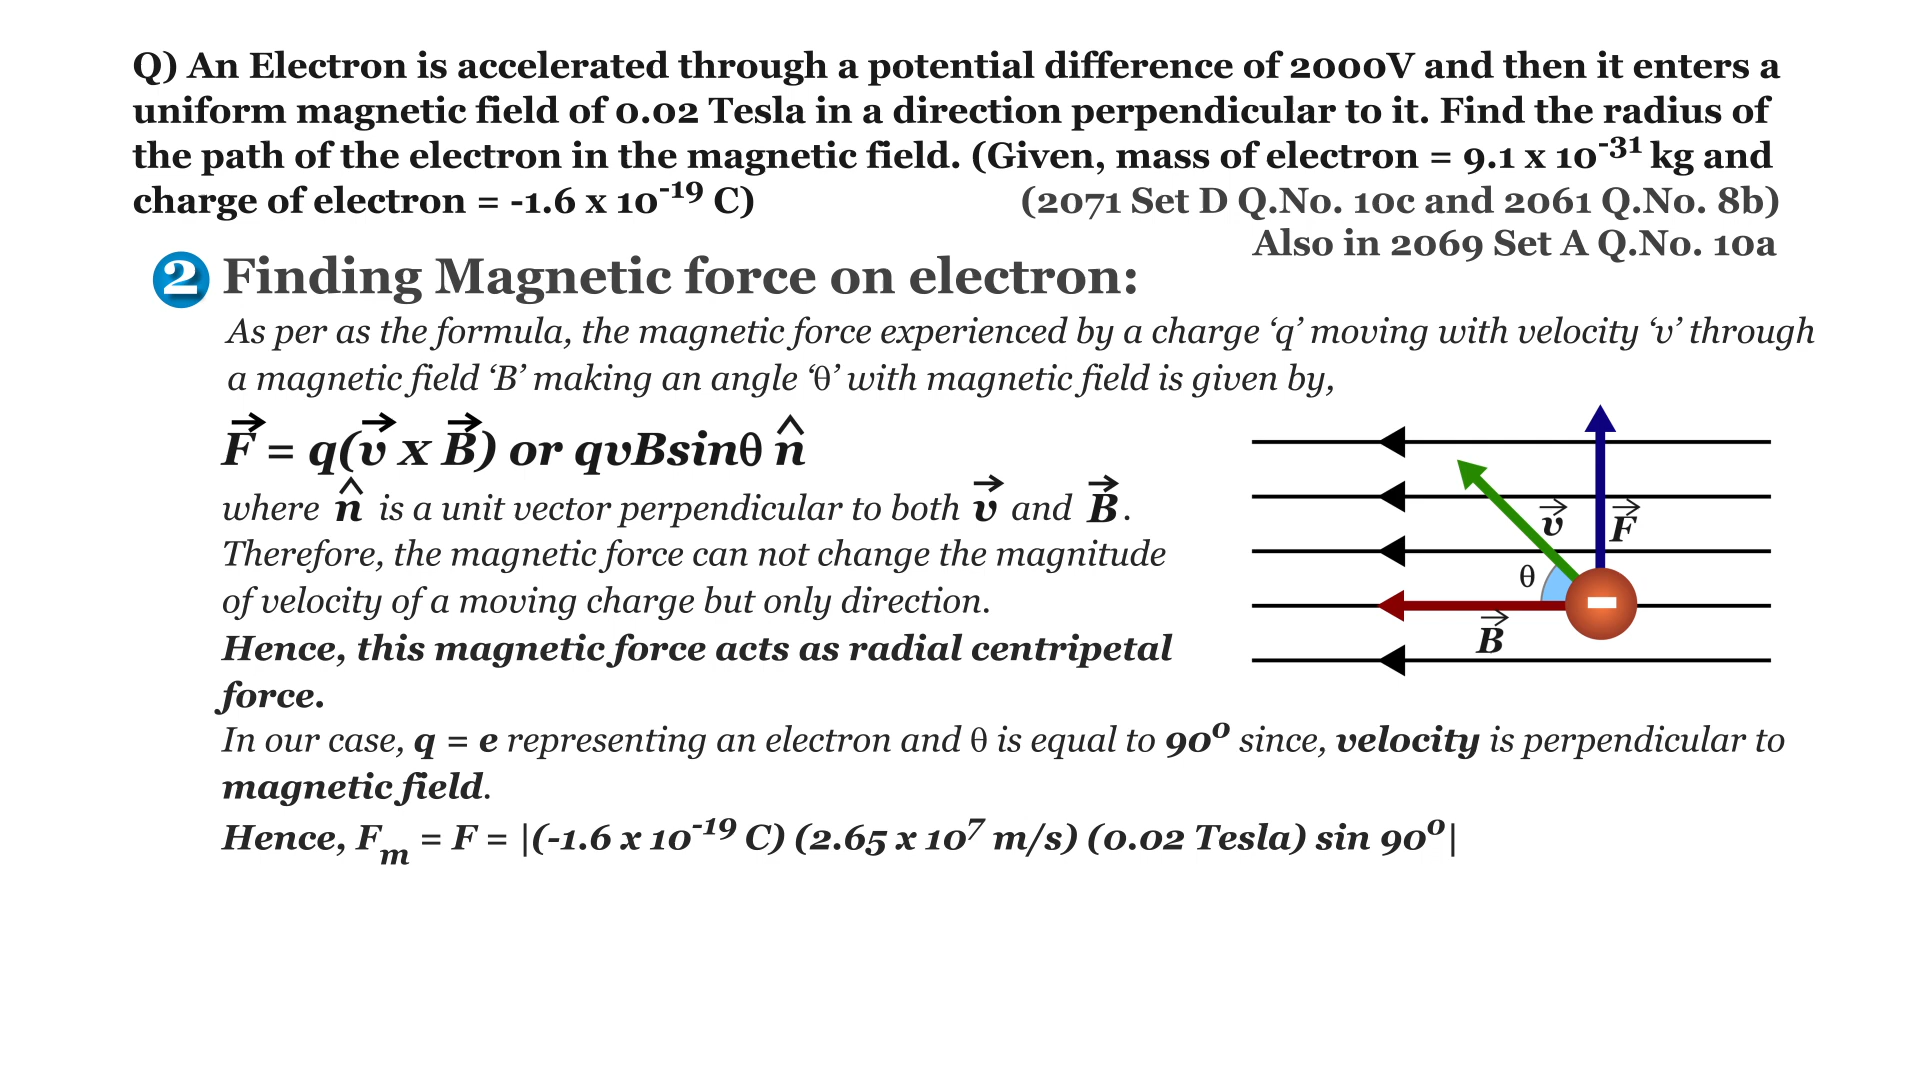 Q) An Electron is accelerated through a potential difference of 2000V and then it enters a
uniform magnetic field of 0.02 Tesla in a direction perpendicular to it. Find the radius of
the path of the electron in the magnetic field. (Given, mass of electron = 9.1 x 10⁻³¹ kg and
charge of electron = -1.6 x 10⁻¹⁹ C) (2071 Set D Q.No. 10c and 2061 Q.No. 8b)
Also in 2069 Set A Q.No. 10a
2 Finding Magnetic force on electron:
As per as the formula, the magnetic force experienced by a charge ‘q’ moving with velocity ‘v’ through
a magnetic field ‘B’ making an angle ‘θ’ with magnetic field is given by,
F⃗ = q(v⃗ x B⃗) or qvBsinθ n̂
where n̂ is a unit vector perpendicular to both v⃗ and B⃗.
Therefore, the magnetic force can not change the magnitude
of velocity of a moving charge but only direction.
Hence, this magnetic force acts as radial centripetal
force.
v⃗ F⃗
θ
B⃗
In our case, q = e representing an electron and θ is equal to 90⁰ since, velocity is perpendicular to
magnetic field.
Hence, Fₘ = F = |(-1.6 x 10⁻¹⁹ C) (2.65 x 10⁷ m/s) (0.02 Tesla) sin 90⁰|